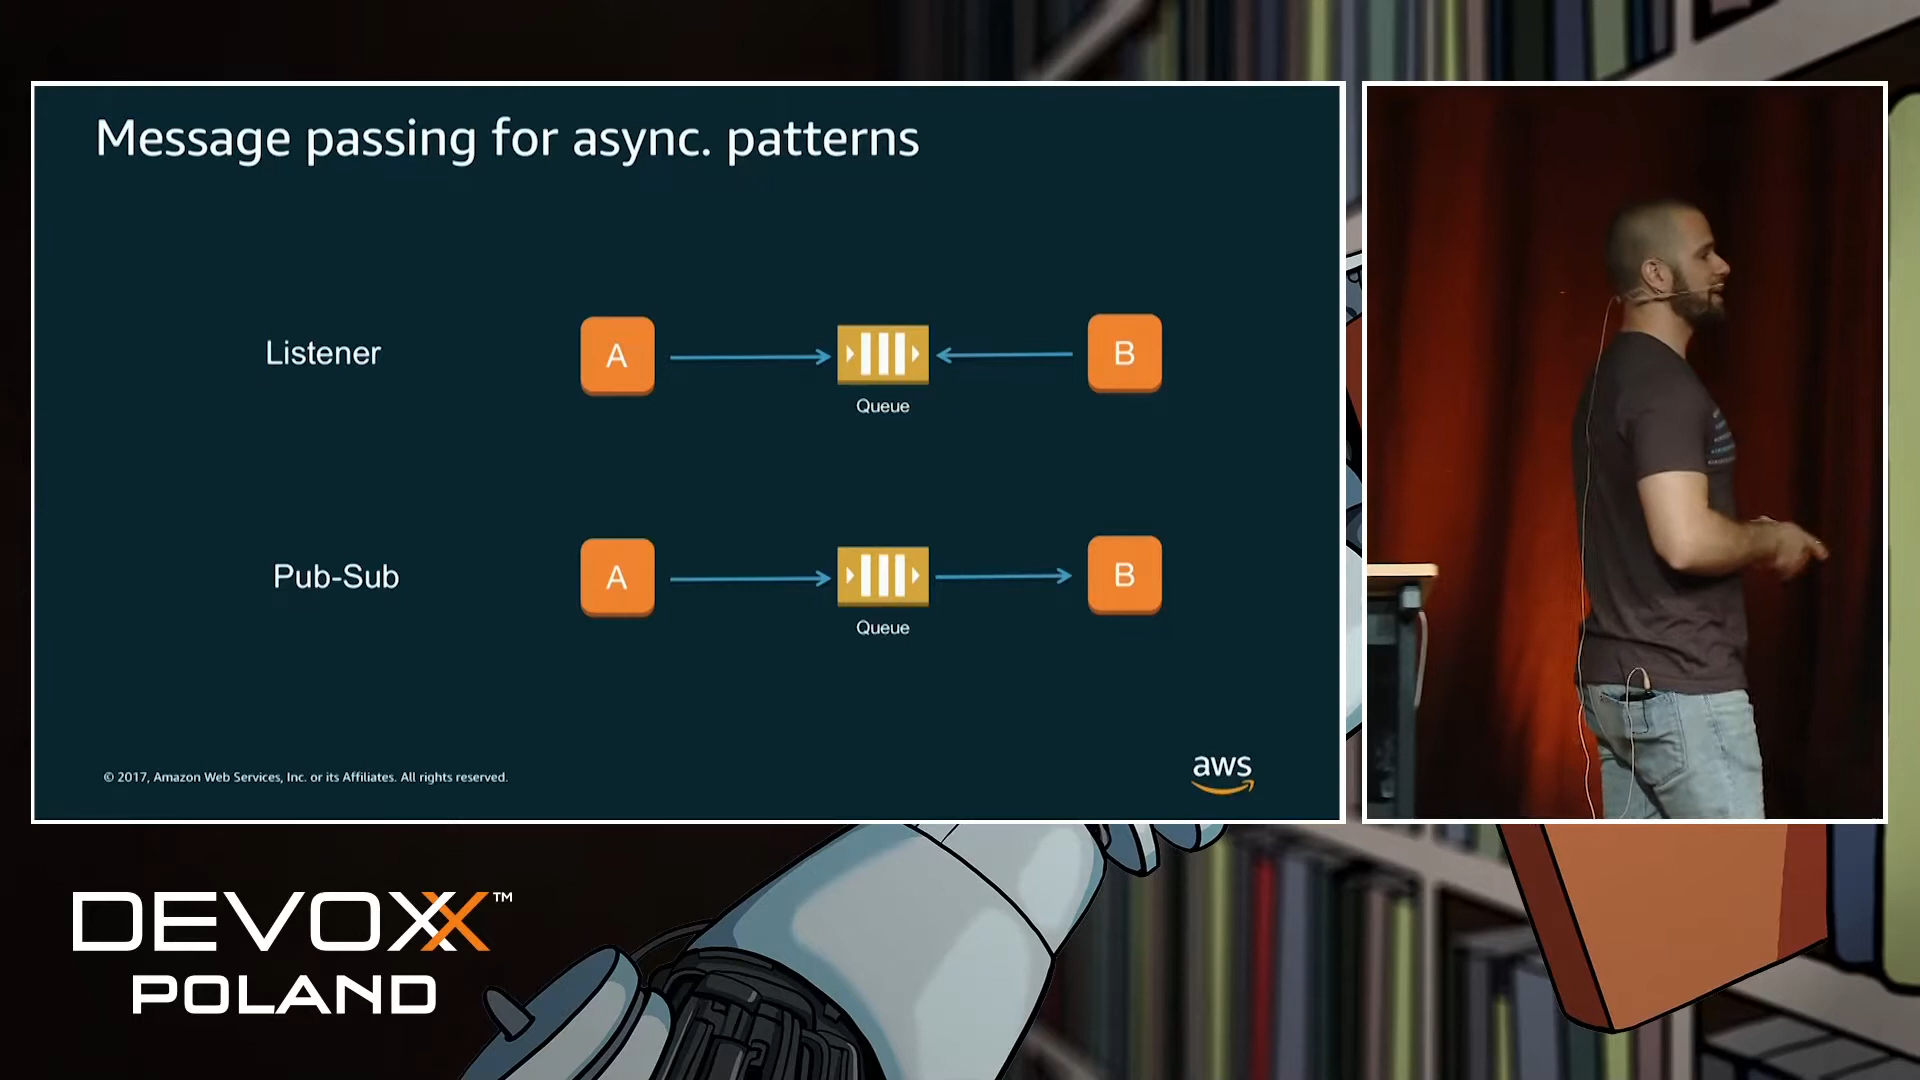 Message passing for async. patterns
Listener
A
B
Queue
Pub-Sub
A
B
Queue
© 2017, Amazon Web Services, Inc. or its Affiliates. All rights reserved.
aws
DEVOXX™
POLAND